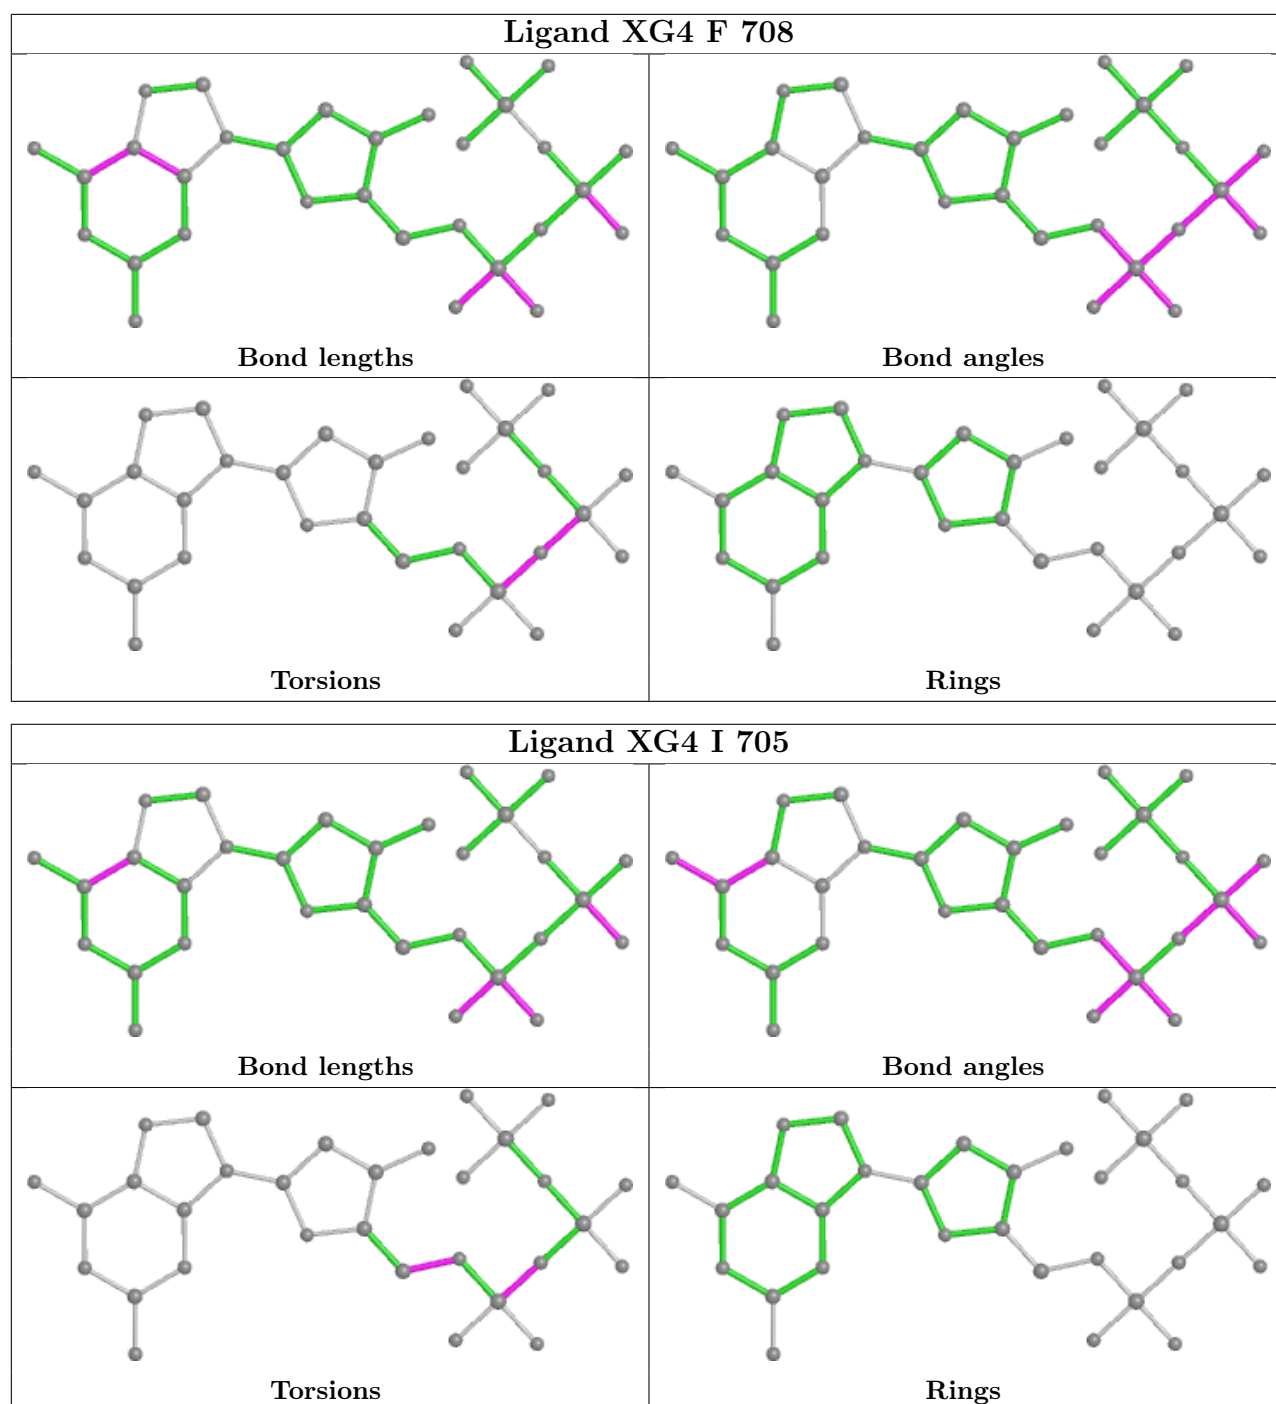 Ligand XG4 F 708
Bond lengths
Bond angles
Torsions
Rings
Ligand XG4 I 705
Bond lengths
Bond angles
Torsions
Rings